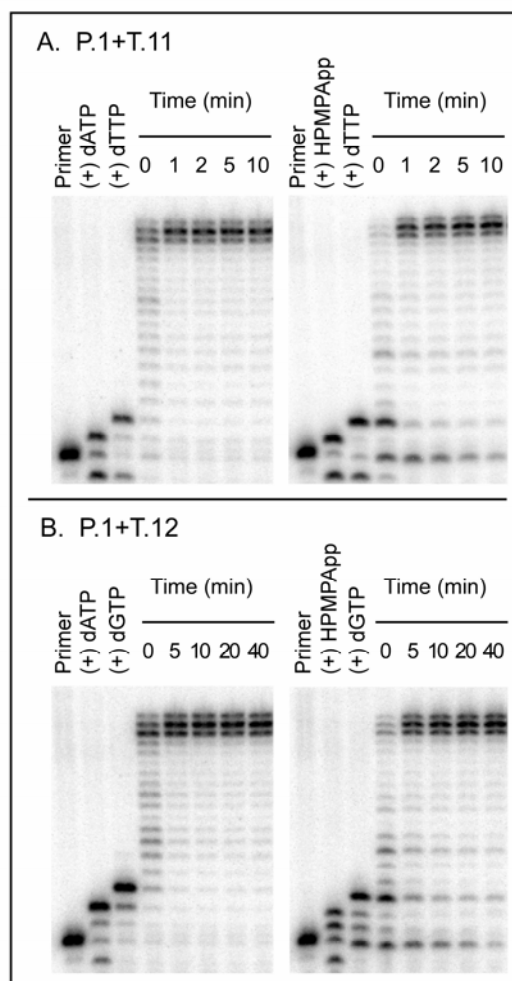 A. P.1+T.11
Primer
(+) dATP
(+) dTTP
Time (min)
0 1 2 5 10
Primer
(+) HPMPApp
(+) dTTP
Time (min)
0 1 2 5 10
B. P.1+T.12
Primer
(+) dATP
(+) dGTP
Time (min)
0 5 10 20 40
Primer
(+) HPMPApp
(+) dGTP
Time (min)
0 5 10 20 40